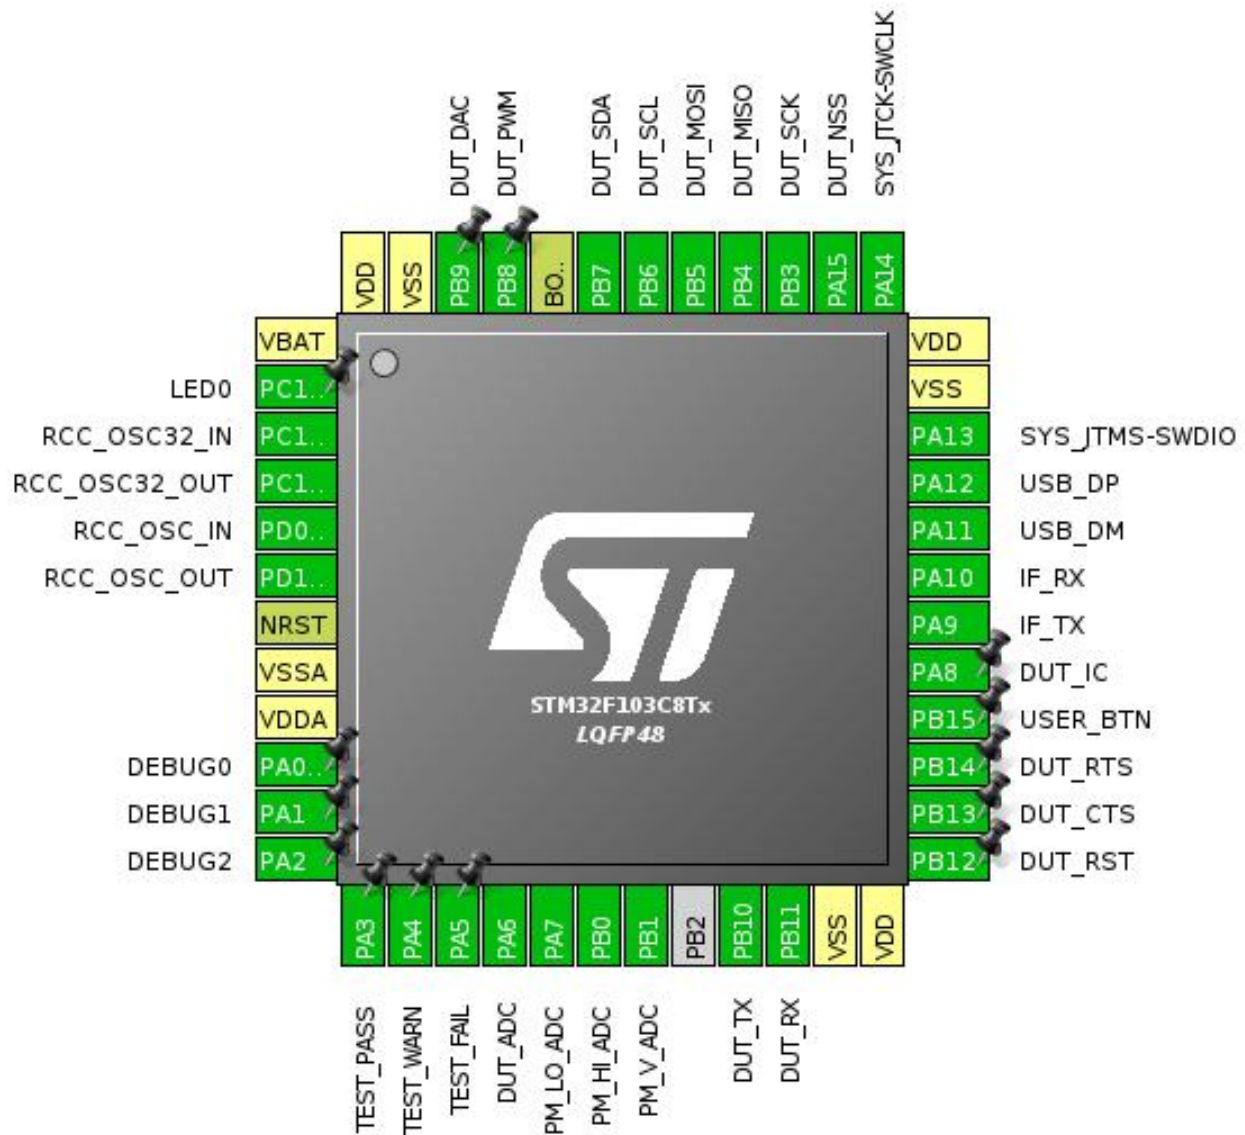 DUT_DAC
DUT_PWM
DUT_SDA
DUT_SCL
DUT_MOSI
DUT_MISO
DUT_SCK
DUT_NSS
SYS_JTCK-SWCLK
VDD
VSS
PB9
PB8
BO..
PB7
PB6
PB5
PB4
PB3
PA15
PA14
VBAT
LED0 PC1..
RCC_OSC32_IN PC1..
RCC_OSC32_OUT PC1..
RCC_OSC_IN PD0..
RCC_OSC_OUT PD1..
NRST
VSSA
VDDA
DEBUG0 PA0..
DEBUG1 PA1
DEBUG2 PA2
ST
STM32F103C8Tx
LQFP48
VDD
VSS
PA13 SYS_JTMS-SWDIO
PA12 USB_DP
PA11 USB_DM
PA10 IF_RX
PA9 IF_TX
PA8 DUT_IC
PB15 USER_BTN
PB14 DUT_RTS
PB13 DUT_CTS
PB12 DUT_RST
PA3
PA4
PA5
PA6
PA7
PB0
PB1
PB2
PB10
PB11
VSS
VDD
TEST_PASS
TEST_WARN
TEST_FAIL
DUT_ADC
PM_LO_ADC
PM_HI_ADC
PM_V_ADC
DUT_TX
DUT_RX